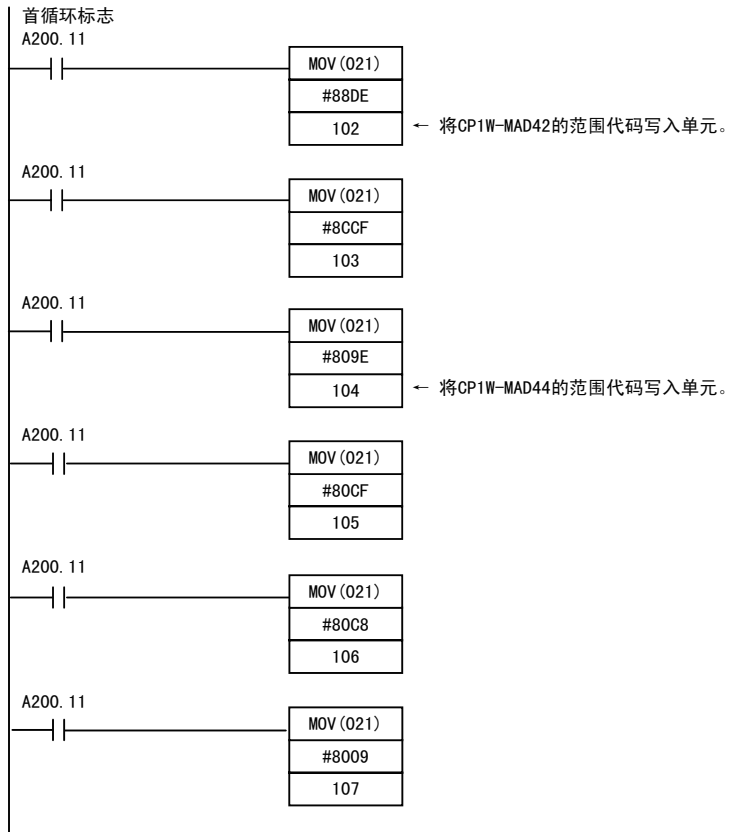 首循环标志
A200.11
MOV(021)
#88DE
102 ← 将CP1W-MAD42的范围代码写入单元。
A200.11
MOV(021)
#8CCF
103
A200.11
MOV(021)
#809E
104 ← 将CP1W-MAD44的范围代码写入单元。
A200.11
MOV(021)
#80CF
105
A200.11
MOV(021)
#80C8
106
A200.11
MOV(021)
#8009
107